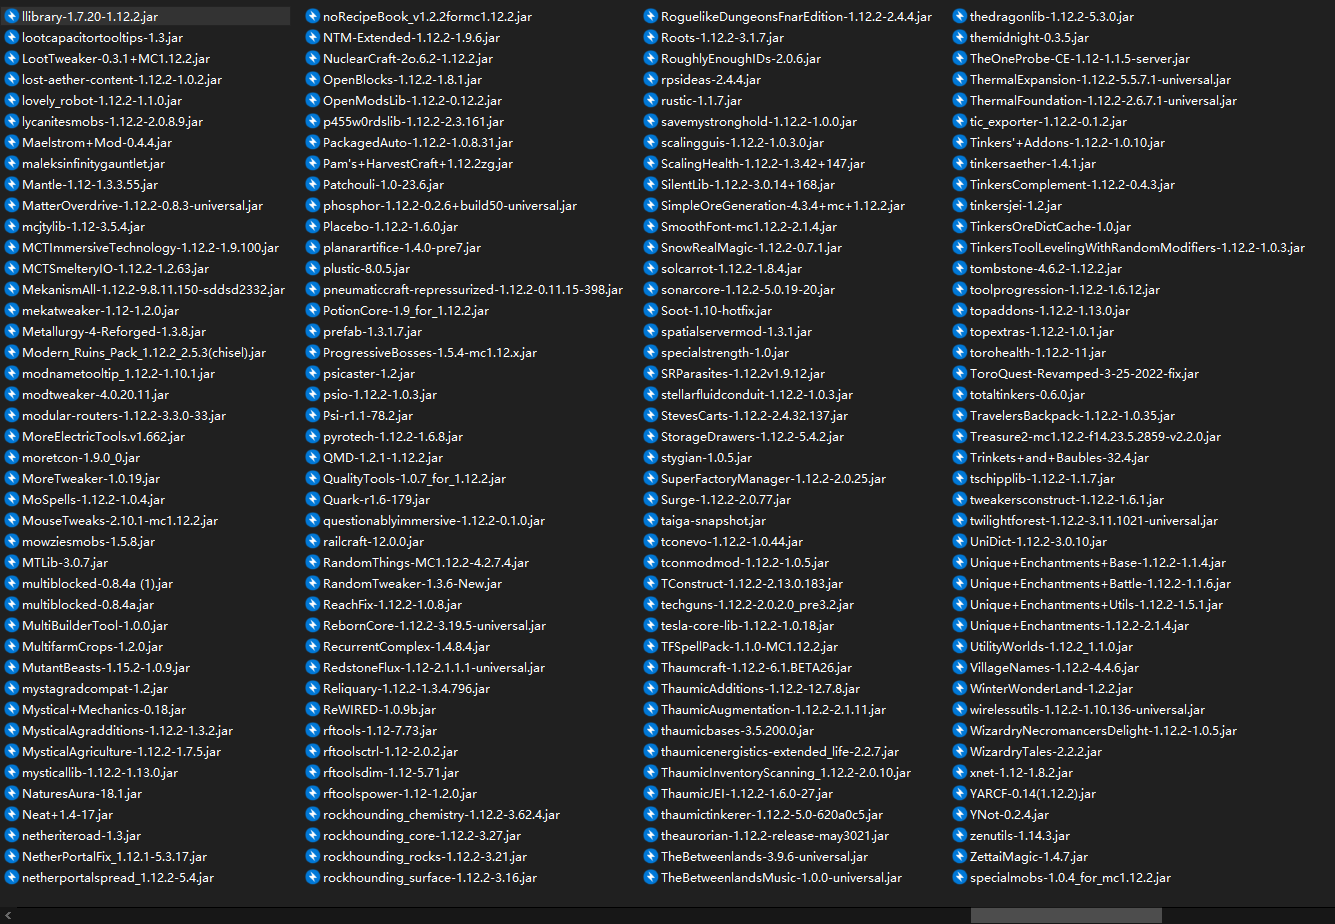 llibrary-1.7.20-1.12.2.jar
lootcapacitortooltips-1.3.jar
LootTweaker-0.3.1+MC1.12.2.jar
lost-aether-content-1.12.2-1.0.2.jar
lovely_robot-1.12.2-1.1.0.jar
lycanitesmobs-1.12.2-2.0.8.9.jar
Maelstrom+Mod-0.4.4.jar
maleksinfinitygauntlet.jar
Mantle-1.12-1.3.3.55.jar
MatterOverdrive-1.12.2-0.8.3-universal.jar
mcjtylib-1.12-3.5.4.jar
MCTImmersiveTechnology-1.12.2-1.9.100.jar
MCTSmelteryIO-1.12.2-1.2.63.jar
MekanismAll-1.12.2-9.8.11.150-sddsd2332.jar
mekatweaker-1.12-1.2.0.jar
Metallurgy-4-Reforged-1.3.8.jar
Modern_Ruins_Pack_1.12.2_2.5.3(chisel).jar
modnametooltip_1.12.2-1.10.1.jar
modtweaker-4.0.20.11.jar
modular-routers-1.12.2-3.3.0-33.jar
MoreElectricTools.v1.662.jar
moretcon-1.9.0_0.jar
MoreTweaker-1.0.19.jar
MoSpells-1.12.2-1.0.4.jar
MouseTweaks-2.10.1-mc1.12.2.jar
mowziesmobs-1.5.8.jar
MTLib-3.0.7.jar
multiblocked-0.8.4a (1).jar
multiblocked-0.8.4a.jar
MultiBuilderTool-1.0.0.jar
MultifarmCrops-1.2.0.jar
MutantBeasts-1.15.2-1.0.9.jar
mystagradcompat-1.2.jar
Mystical+Mechanics-0.18.jar
MysticalAgradditions-1.12.2-1.3.2.jar
MysticalAgriculture-1.12.2-1.7.5.jar
mysticallib-1.12.2-1.13.0.jar
NaturesAura-18.1.jar
Neat+1.4-17.jar
netheriteroad-1.3.jar
NetherPortalFix_1.12.1-5.3.17.jar
netherportalspread_1.12.2-5.4.jar
noRecipeBook_v1.2.2formc1.12.2.jar
NTM-Extended-1.12.2-1.9.6.jar
NuclearCraft-2o.6.2-1.12.2.jar
OpenBlocks-1.12.2-1.8.1.jar
OpenModsLib-1.12.2-0.12.2.jar
p455w0rdslib-1.12.2-2.3.161.jar
PackagedAuto-1.12.2-1.0.8.31.jar
Pam's+HarvestCraft+1.12.2zg.jar
Patchouli-1.0-23.6.jar
phosphor-1.12.2-0.2.6+build50-universal.jar
Placebo-1.12.2-1.6.0.jar
planarartifice-1.4.0-pre7.jar
plustic-8.0.5.jar
pneumaticcraft-repressurized-1.12.2-0.11.15-398.jar
PotionCore-1.9_for_1.12.2.jar
prefab-1.3.1.7.jar
ProgressiveBosses-1.5.4-mc1.12.x.jar
psicaster-1.2.jar
psio-1.12.2-1.0.3.jar
Psi-r1.1-78.2.jar
pyrotech-1.12.2-1.6.8.jar
QMD-1.2.1-1.12.2.jar
QualityTools-1.0.7_for_1.12.2.jar
Quark-r1.6-179.jar
questionablyimmersive-1.12.2-0.1.0.jar
railcraft-12.0.0.jar
RandomThings-MC1.12.2-4.2.7.4.jar
RandomTweaker-1.3.6-New.jar
ReachFix-1.12.2-1.0.8.jar
RebornCore-1.12.2-3.19.5-universal.jar
RecurrentComplex-1.4.8.4.jar
RedstoneFlux-1.12-2.1.1.1-universal.jar
Reliquary-1.12.2-1.3.4.796.jar
ReWIRED-1.0.9b.jar
rftools-1.12-7.73.jar
rftoolsctrl-1.12-2.0.2.jar
rftoolsdim-1.12-5.71.jar
rftoolspower-1.12-1.2.0.jar
rockhounding_chemistry-1.12.2-3.62.4.jar
rockhounding_core-1.12.2-3.27.jar
rockhounding_rocks-1.12.2-3.21.jar
rockhounding_surface-1.12.2-3.16.jar
RoguelikeDungeonsFnarEdition-1.12.2-2.4.4.jar
Roots-1.12.2-3.1.7.jar
RoughlyEnoughIDs-2.0.6.jar
rpsideas-2.4.4.jar
rustic-1.1.7.jar
savemystronghold-1.12.2-1.0.0.jar
scalingguis-1.12.2-1.0.3.0.jar
ScalingHealth-1.12.2-1.3.42+147.jar
SilentLib-1.12.2-3.0.14+168.jar
SimpleOreGeneration-4.3.4+mc+1.12.2.jar
SmoothFont-mc1.12.2-2.1.4.jar
SnowRealMagic-1.12.2-0.7.1.jar
solcarrot-1.12.2-1.8.4.jar
sonarcore-1.12.2-5.0.19-20.jar
Soot-1.10-hotfix.jar
spatialservermod-1.3.1.jar
specialstrength-1.0.jar
SRParasites-1.12.2v1.9.12.jar
stellarfluidconduit-1.12.2-1.0.3.jar
StevesCarts-1.12.2-2.4.32.137.jar
StorageDrawers-1.12.2-5.4.2.jar
stygian-1.0.5.jar
SuperFactoryManager-1.12.2-2.0.25.jar
Surge-1.12.2-2.0.77.jar
taiga-snapshot.jar
tconevo-1.12.2-1.0.44.jar
tconmodmod-1.12.2-1.0.5.jar
TConstruct-1.12.2-2.13.0.183.jar
techguns-1.12.2-2.0.2.0_pre3.2.jar
tesla-core-lib-1.12.2-1.0.18.jar
TFSpellPack-1.1.0-MC1.12.2.jar
Thaumcraft-1.12.2-6.1.BETA26.jar
ThaumicAdditions-1.12.2-12.7.8.jar
ThaumicAugmentation-1.12.2-2.1.11.jar
thaumicbases-3.5.200.0.jar
thaumicenergistics-extended_life-2.2.7.jar
ThaumicInventoryScanning_1.12.2-2.0.10.jar
ThaumicJEI-1.12.2-1.6.0-27.jar
thaumictinkerer-1.12.2-5.0-620a0c5.jar
theaurorian-1.12.2-release-may3021.jar
TheBetweenlands-3.9.6-universal.jar
TheBetweenlandsMusic-1.0.0-universal.jar
thedragonlib-1.12.2-5.3.0.jar
themidnight-0.3.5.jar
TheOneProbe-CE-1.12-1.1.5-server.jar
ThermalExpansion-1.12.2-5.5.7.1-universal.jar
ThermalFoundation-1.12.2-2.6.7.1-universal.jar
tic_exporter-1.12.2-0.1.2.jar
Tinkers'+Addons-1.12.2-1.0.10.jar
tinkersaether-1.4.1.jar
TinkersComplement-1.12.2-0.4.3.jar
tinkersjei-1.2.jar
TinkersOreDictCache-1.0.jar
TinkersToolLevelingWithRandomModifiers-1.12.2-1.0.3.jar
tombstone-4.6.2-1.12.2.jar
toolprogression-1.12.2-1.6.12.jar
topaddons-1.12.2-1.13.0.jar
topextras-1.12.2-1.0.1.jar
torohealth-1.12.2-11.jar
ToroQuest-Revamped-3-25-2022-fix.jar
totaltinkers-0.6.0.jar
TravelersBackpack-1.12.2-1.0.35.jar
Treasure2-mc1.12.2-f14.23.5.2859-v2.2.0.jar
Trinkets+and+Baubles-32.4.jar
tschipplib-1.12.2-1.1.7.jar
tweakersconstruct-1.12.2-1.6.1.jar
twilightforest-1.12.2-3.11.1021-universal.jar
UniDict-1.12.2-3.0.10.jar
Unique+Enchantments+Base-1.12.2-1.1.4.jar
Unique+Enchantments+Battle-1.12.2-1.1.6.jar
Unique+Enchantments+Utils-1.12.2-1.5.1.jar
Unique+Enchantments-1.12.2-2.1.4.jar
UtilityWorlds-1.12.2_1.1.0.jar
VillageNames-1.12.2-4.4.6.jar
WinterWonderLand-1.2.2.jar
wirelessutils-1.12.2-1.10.136-universal.jar
WizardryNecromancersDelight-1.12.2-1.0.5.jar
WizardryTales-2.2.2.jar
xnet-1.12-1.8.2.jar
YARCF-0.14(1.12.2).jar
YNot-0.2.4.jar
zenutils-1.14.3.jar
ZettaiMagic-1.4.7.jar
specialmobs-1.0.4_for_mc1.12.2.jar